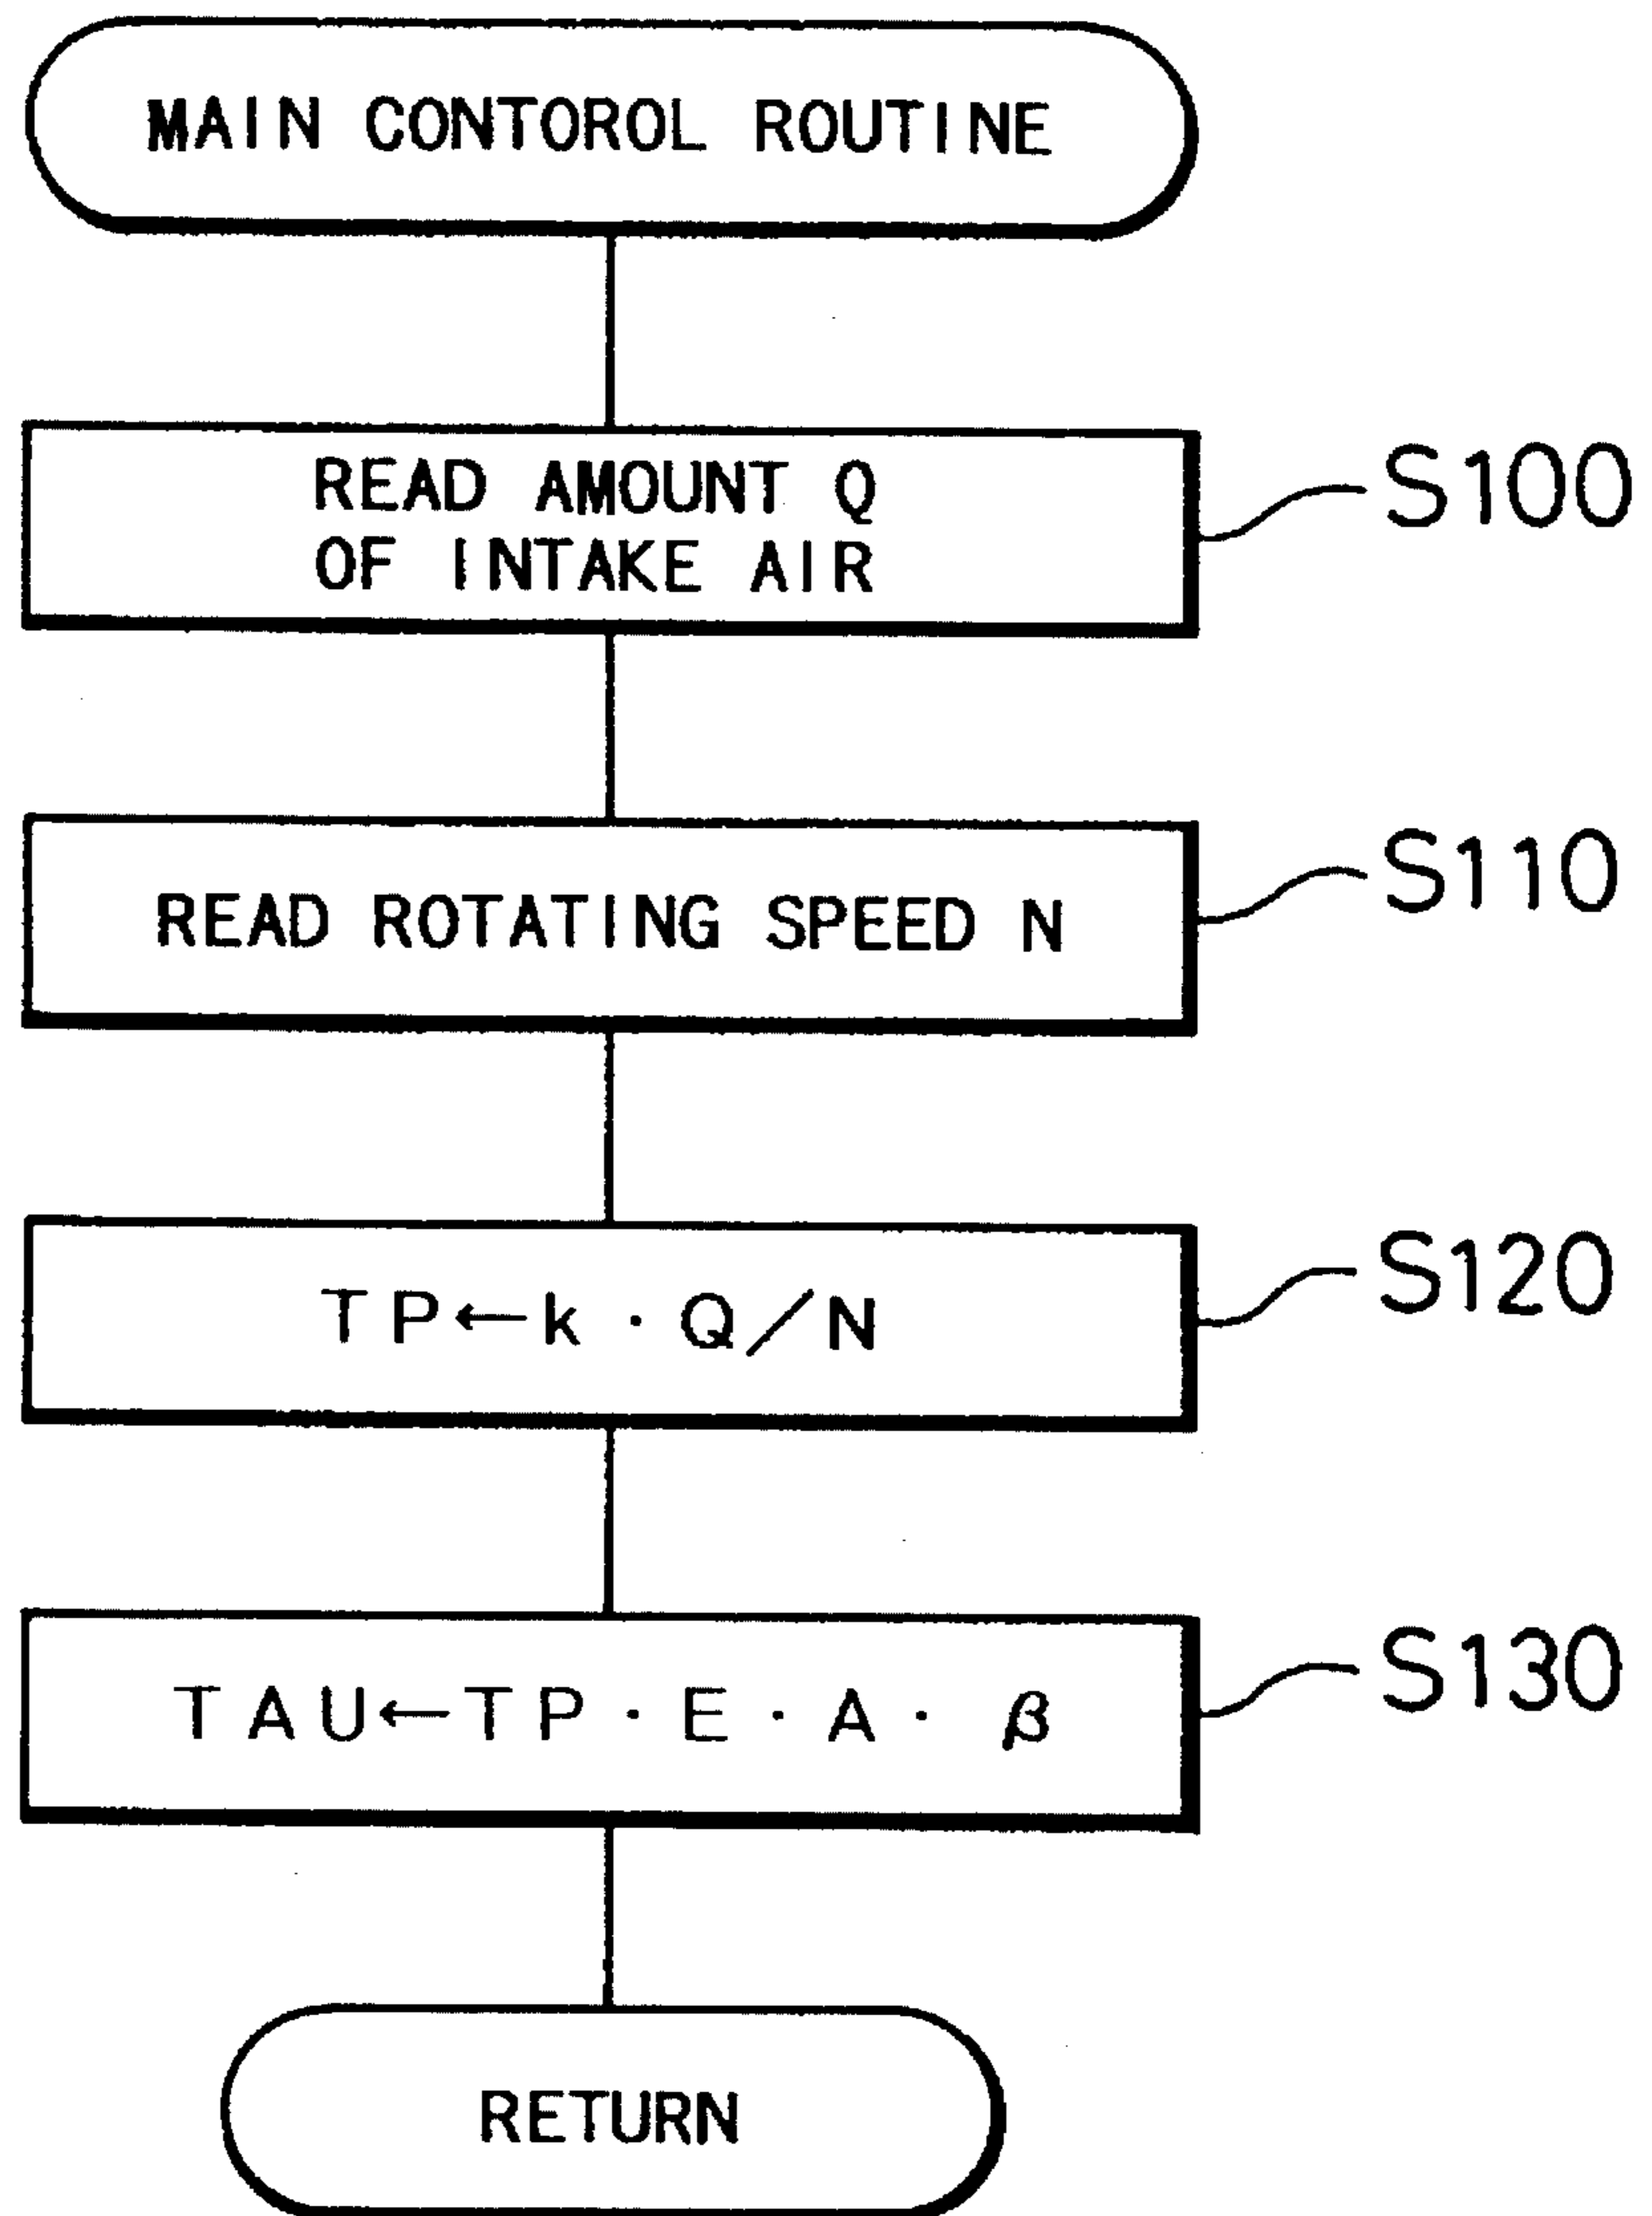 MAIN CONTOROL ROUTINE
READ AMOUNT Q
OF INTAKE AIR
S100
READ ROTATING SPEED N
S110
TP←k・Q/N
S120
TAU←TP・E・A・β
S130
RETURN